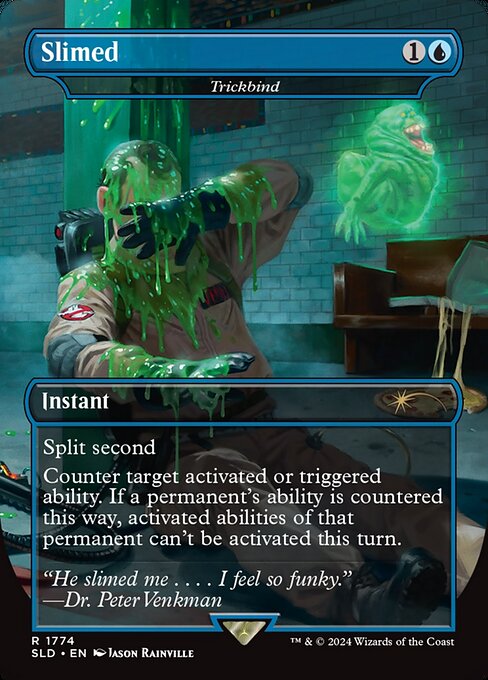 Slimed 1
Trickbind
Instant
Split second
Counter target activated or triggered
ability. If a permanent's ability is countered
this way, activated abilities of that
permanent can't be activated this turn.
“He slimed me . . . . I feel so funky.”
—Dr. Peter Venkman
R 1774
SLD • EN Jason Rainville
™ & © 2024 Wizards of the Coast